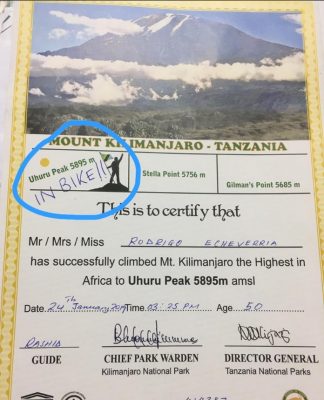 MOUNT KILIMANJARO - TANZANIA
Uhuru Peak 5895 m
IN BIKE!!
Stella Point 5756 m
Gilman's Point 5685 m
This is to certify that
Mr / Mrs / Miss RODRIGO ECHEVERRIA
has successfully climbed Mt. Kilimanjaro the Highest in
Africa to Uhuru Peak 5895m amsl
Date 24th January 2019 Time 03:25 PM Age 50
RASHID
GUIDE
CHIEF PARK WARDEN
Kilimanjaro National Park
DIRECTOR GENERAL
Tanzania National Parks